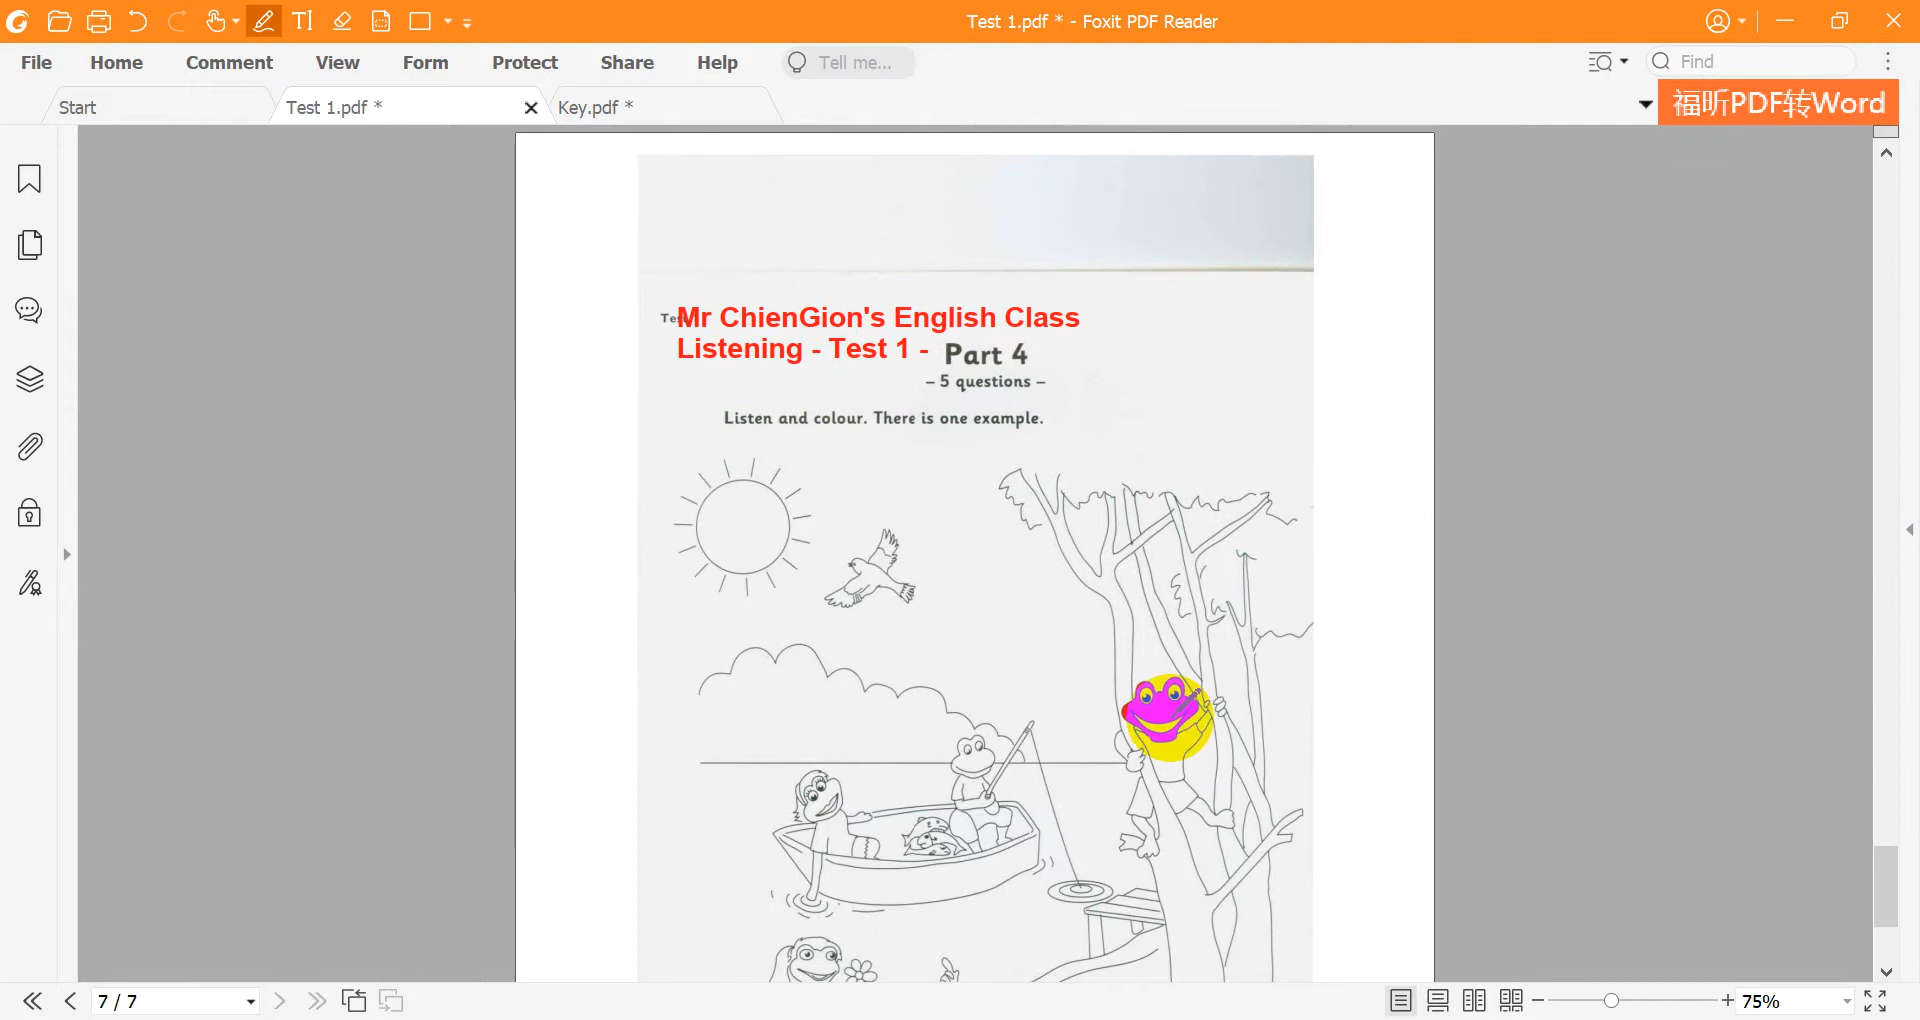 Test 1.pdf * - Foxit PDF Reader
File Home Comment View Form Protect Share Help Tell me... Find
Start Test 1.pdf * Key.pdf * 福昕PDF转Word
Mr ChienGion's English Class
Listening - Test 1 - Part 4
– 5 questions –
Listen and colour. There is one example.
7 / 7 75%